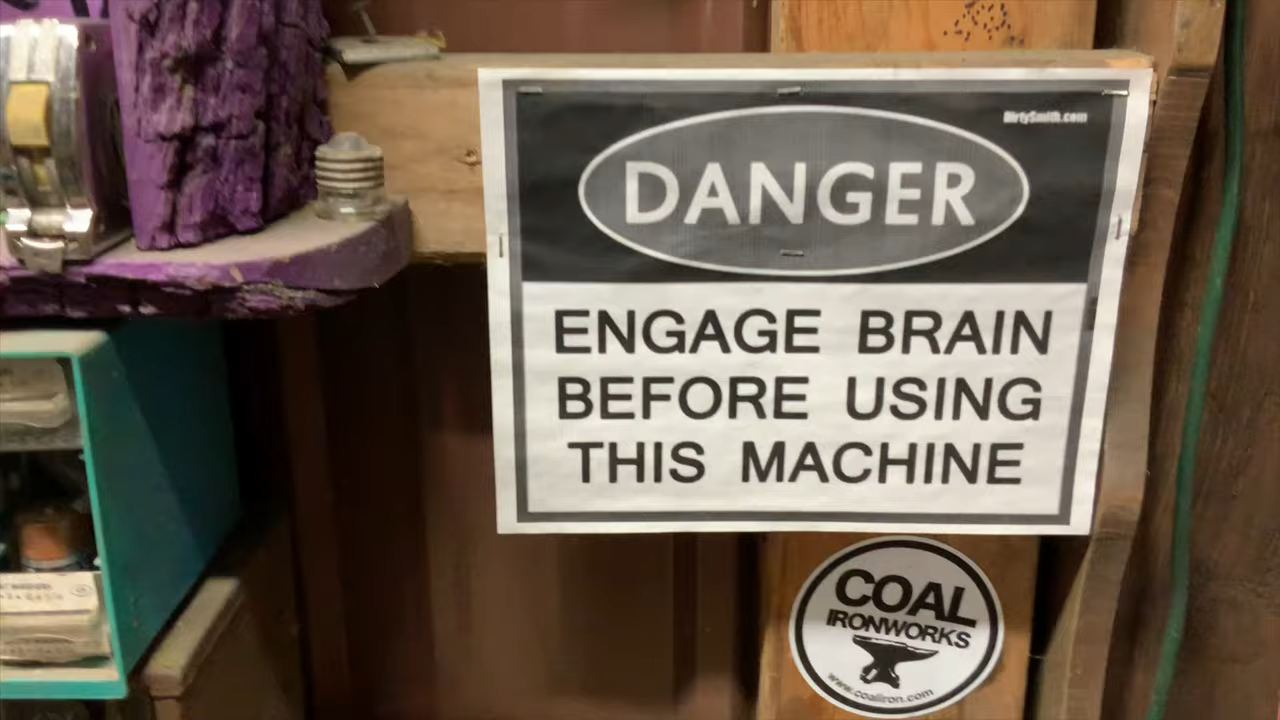 DirtySmith.com
DANGER
ENGAGE BRAIN
BEFORE USING
THIS MACHINE
COAL
IRONWORKS
www.coaliron.com